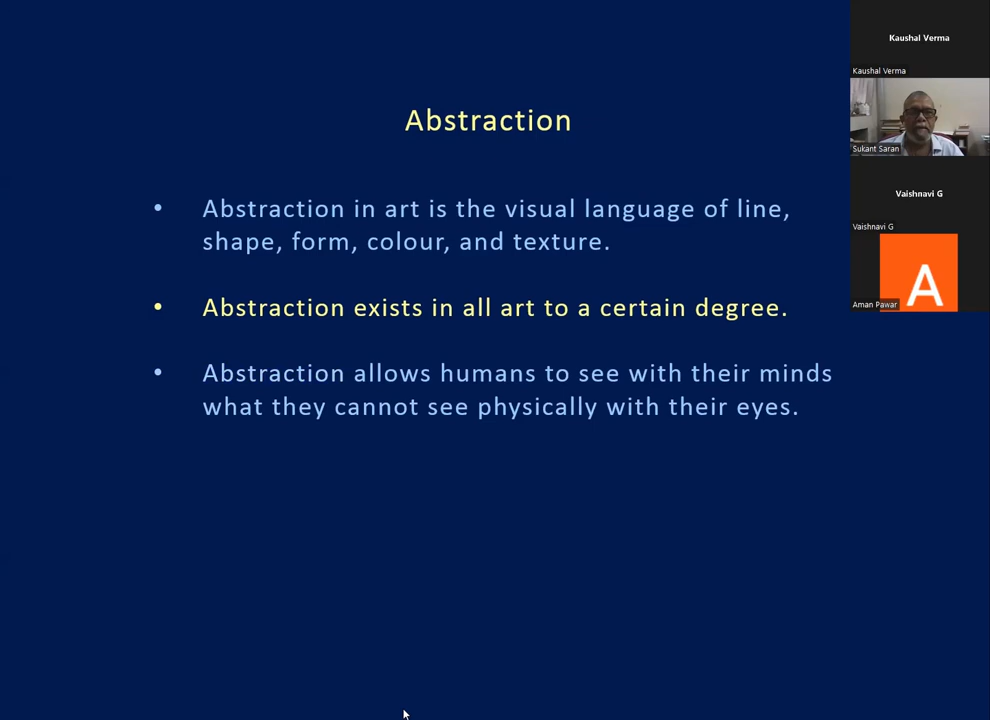 Abstraction
• Abstraction in art is the visual language of line,
shape, form, colour, and texture.
• Abstraction exists in all art to a certain degree.
• Abstraction allows humans to see with their minds
what they cannot see physically with their eyes.
Kaushal Verma
Kaushal Verma
Sukant Saran
Vaishnavi G
Vaishnavi G
A
Aman Pawar